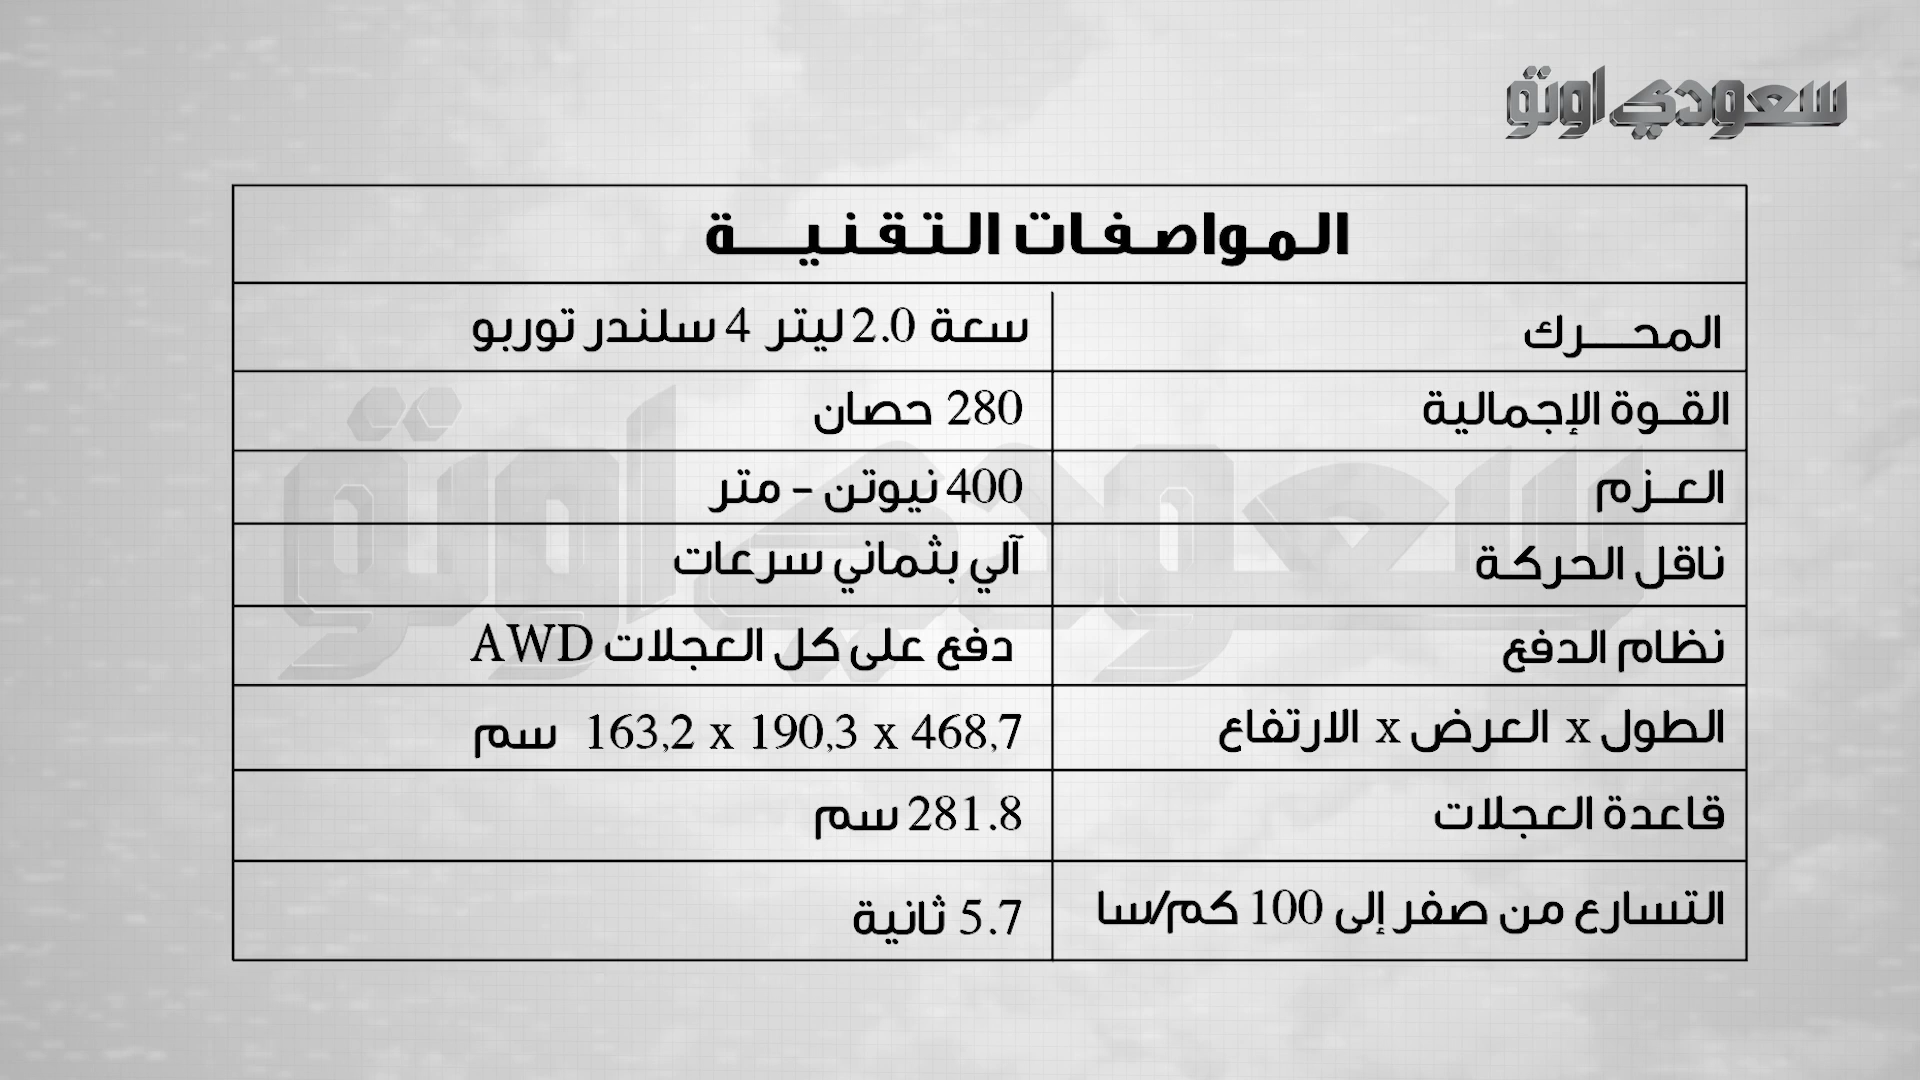 سعودي اوتو
المواصفات التقنية
المحرك سعة 2.0 ليتر 4 سلندر توربو
القوة الإجمالية 280 حصان
العزم 400 نيوتن - متر
ناقل الحركة آلي بثماني سرعات
نظام الدفع دفع على كل العجلات AWD
الطول x العرض x الارتفاع 468,7 x 190,3 x 163,2 سم
قاعدة العجلات 281.8 سم
التسارع من صفر إلى 100 كم/سا 5.7 ثانية
سعودي اوتو